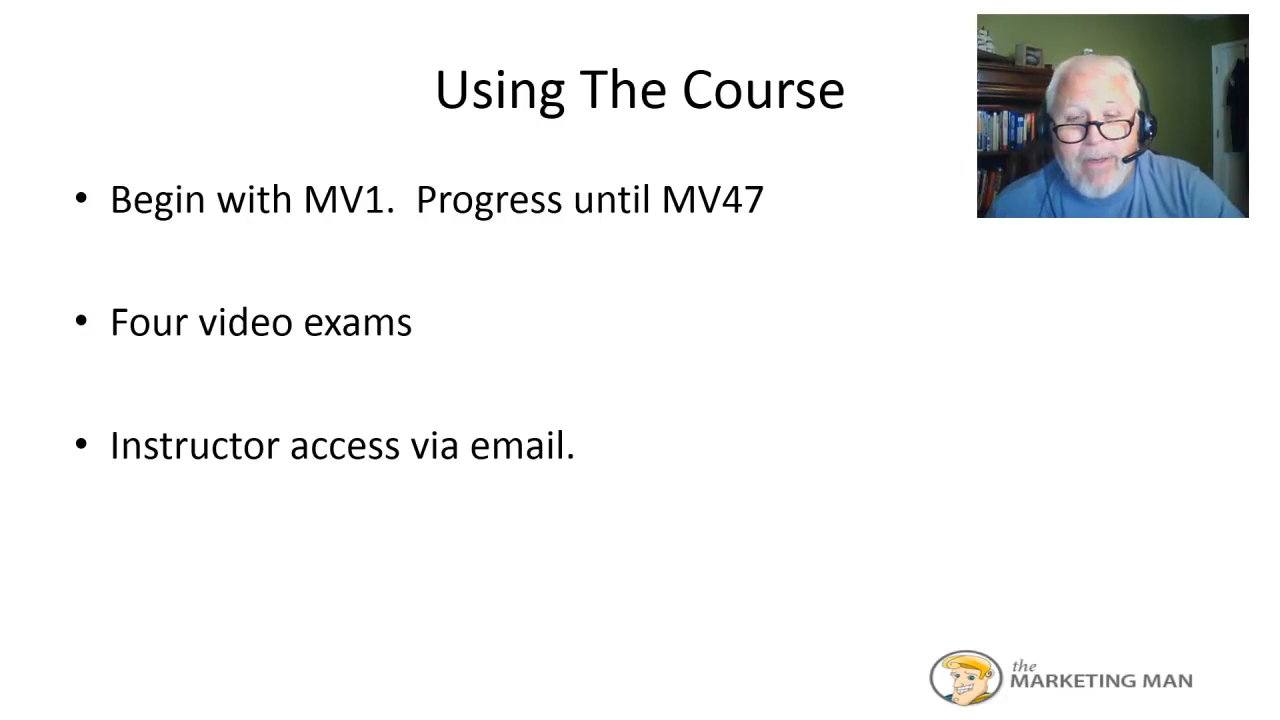 Using The Course
• Begin with MV1.  Progress until MV47
• Four video exams
• Instructor access via email.
the
MARKETING MAN